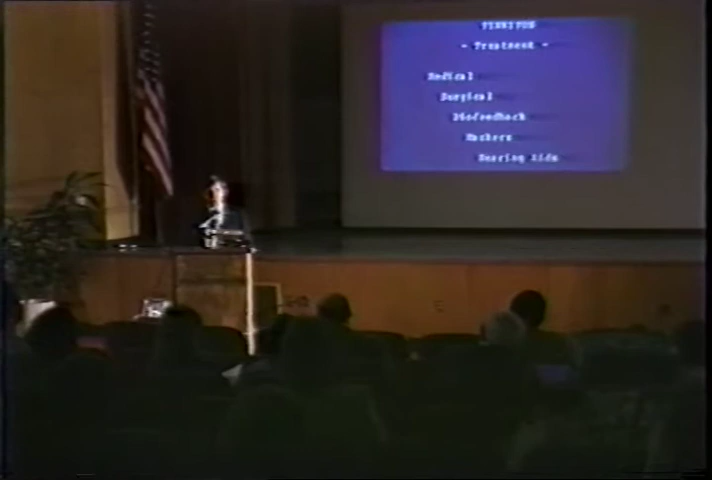 TINNITUS
- Treatment -
Medical
Surgical
Biofeedback
Maskers
Hearing Aids